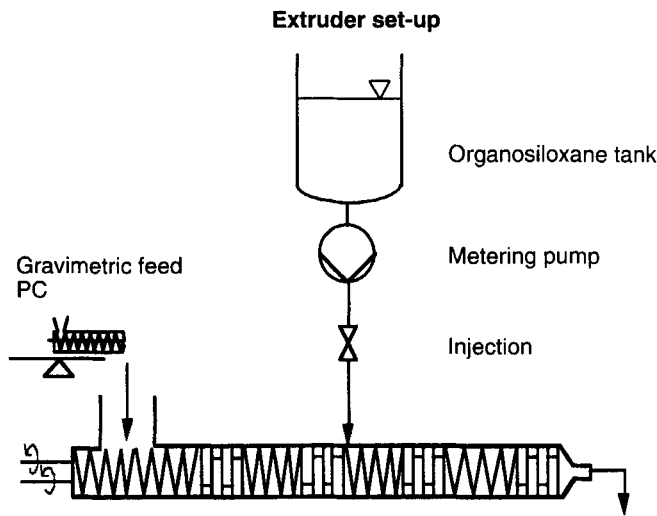 Extruder set-up
Organosiloxane tank
Metering pump
Gravimetric feed
PC
Injection